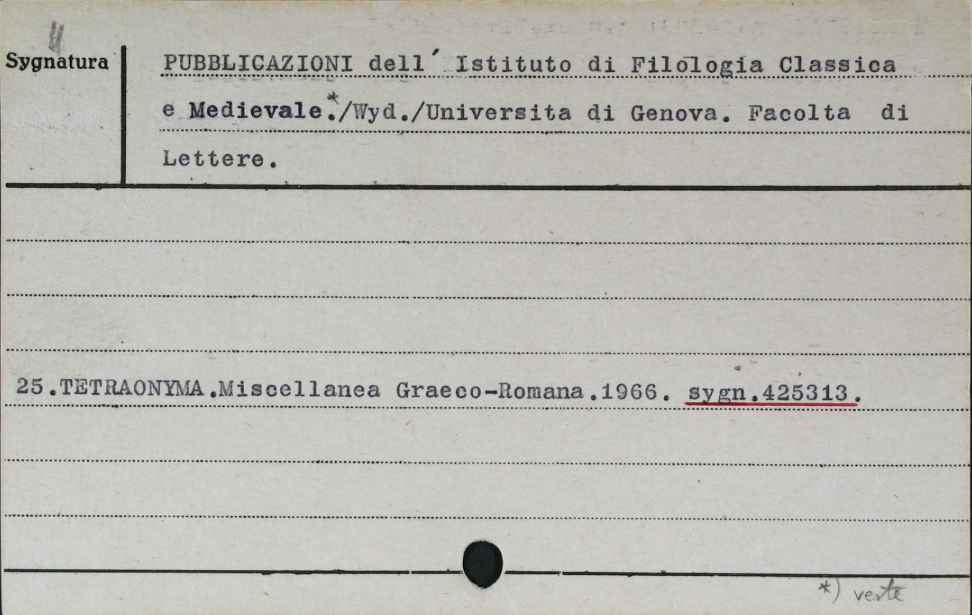 Sygnatura
PUBBLICAZIONI dell´ Istituto di Filologia Classica
e Medievale.*/Wyd./Universita di Genova. Facolta di
Lettere.
25.TETRAONYMA.Miscellanea Graeco-Romana.1966. sygn.425313.
*) verte